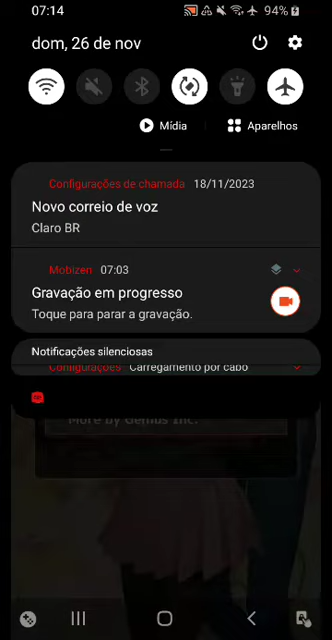 07:14
94%
dom, 26 de nov
Mídia
Aparelhos
Configurações de chamada 18/11/2023
Novo correio de voz
Claro BR
Mobizen 07:03
Gravação em progresso
Toque para parar a gravação.
Notificações silenciosas
Configurações Carregamento por cabo
More by Genius Inc.